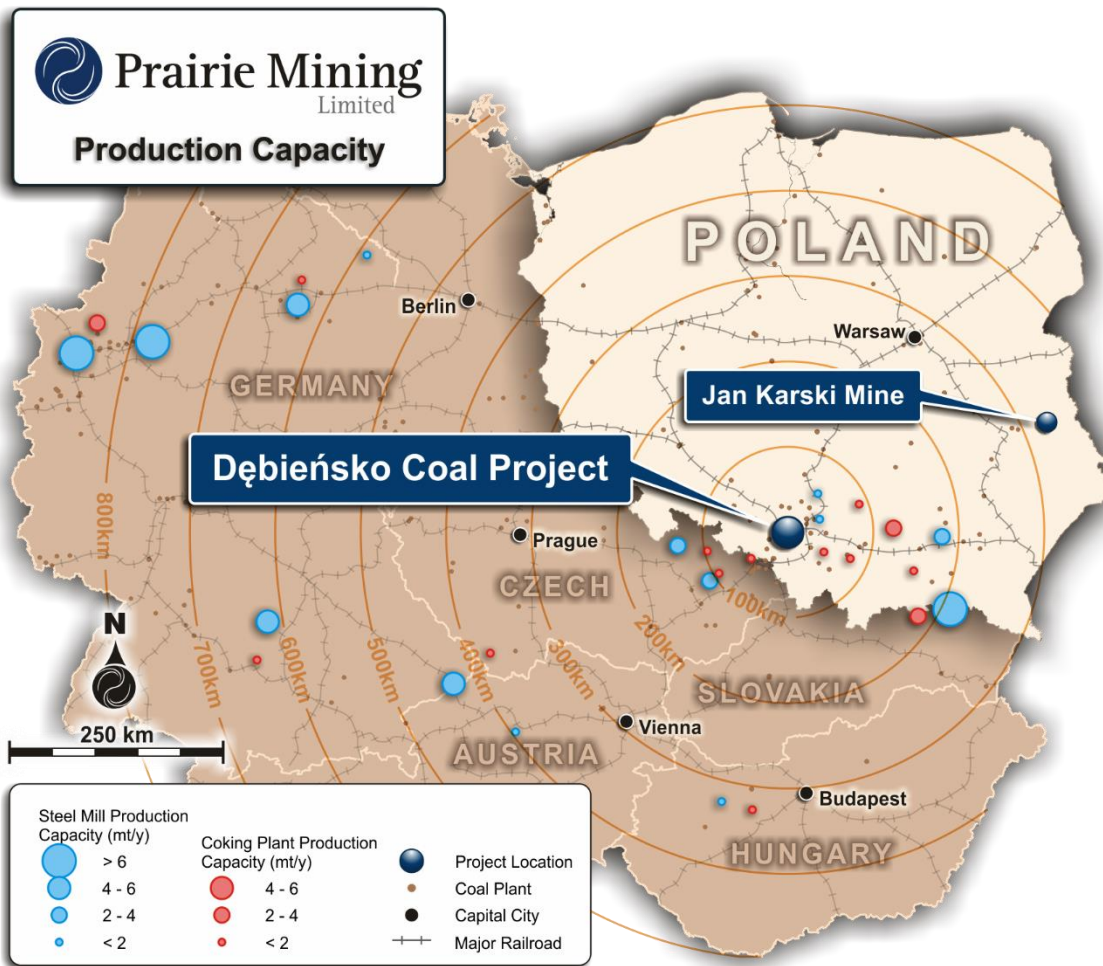 Prairie Mining
Limited
Production Capacity
POLAND
Berlin
Warsaw
GERMANY
Jan Karski Mine
Dębieńsko Coal Project
800km
Prague
CZECH
100km
N
700km
600km
500km
400km
300km
200km
SLOVAKIA
250 km
Vienna
AUSTRIA
Budapest
HUNGARY
Steel Mill Production
Capacity (mt/y)
> 6
4 - 6
2 - 4
< 2
Coking Plant Production
Capacity (mt/y)
4 - 6
2 - 4
< 2
Project Location
Coal Plant
Capital City
Major Railroad